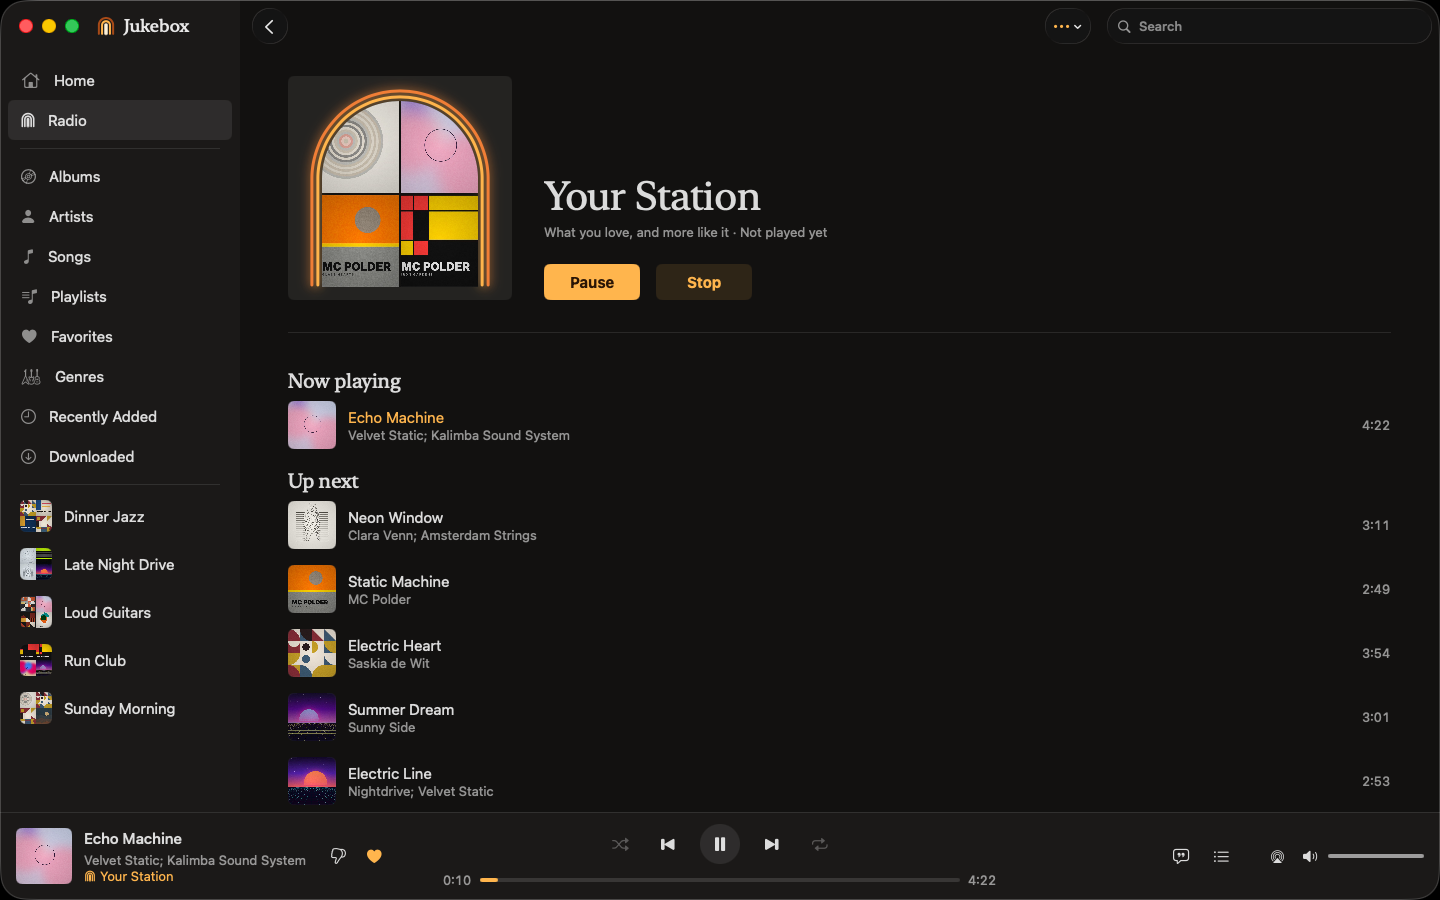 Jukebox
Search
Home
Radio
Albums
Artists
Songs
Playlists
Favorites
Genres
Recently Added
Downloaded
Dinner Jazz
Late Night Drive
Loud Guitars
Run Club
Sunday Morning
MC POLDER
MC POLDER
Your Station
What you love, and more like it · Not played yet
Pause
Stop
Now playing
Echo Machine
Velvet Static; Kalimba Sound System
4:22
Up next
Neon Window
Clara Venn; Amsterdam Strings
3:11
MC POLDER
Static Machine
MC Polder
2:49
Electric Heart
Saskia de Wit
3:54
Summer Dream
Sunny Side
3:01
Electric Line
Nightdrive; Velvet Static
2:53
Echo Machine
Velvet Static; Kalimba Sound System
Your Station
0:10
4:22